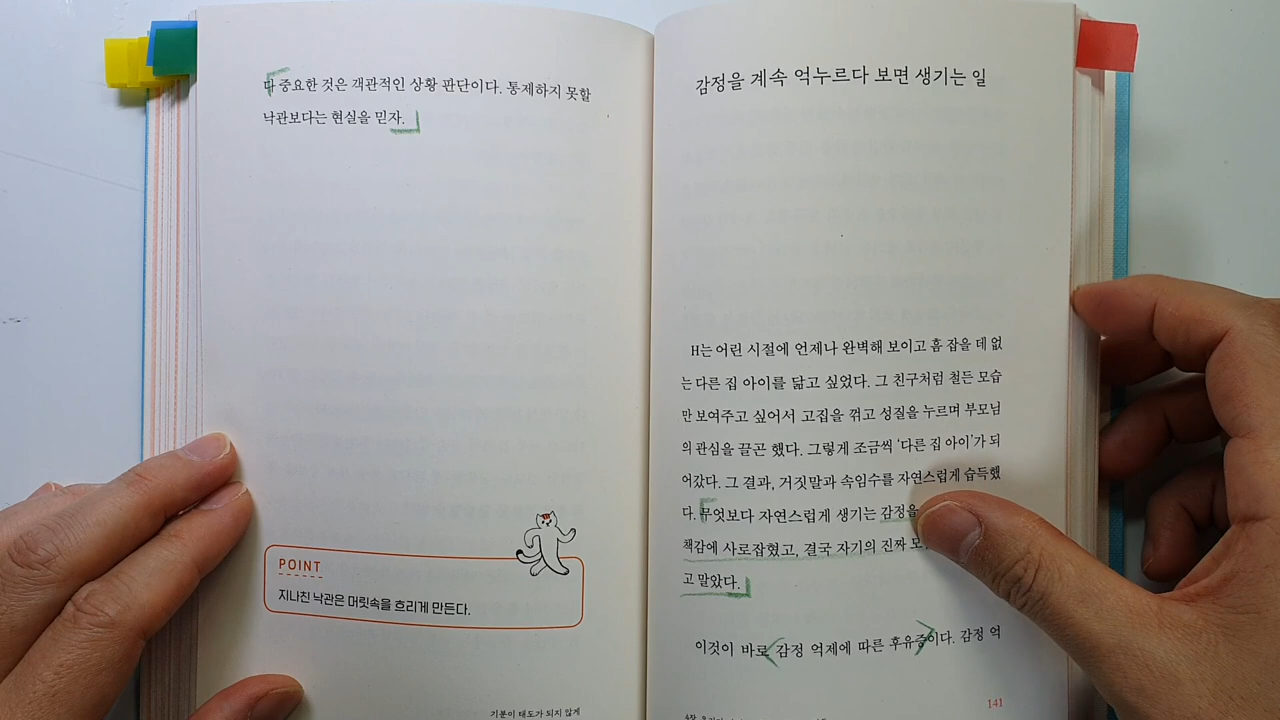 다 중요한 것은 객관적인 상황 판단이다. 통제하지 못할
낙관보다는 현실을 믿자.
POINT
지나친 낙관은 머릿속을 흐리게 만든다.
기분이 태도가 되지 않게
감정을 계속 억누르다 보면 생기는 일
H는 어린 시절에 언제나 완벽해 보이고 흠 잡을 데 없
는 다른 집 아이를 닮고 싶었다. 그 친구처럼 철든 모습
만 보여주고 싶어서 고집을 꺾고 성질을 누르며 부모님
의 관심을 끌곤 했다. 그렇게 조금씩 ‘다른 집 아이’가 되
어갔다. 그 결과, 거짓말과 속임수를 자연스럽게 습득했
다. 무엇보다 자연스럽게 생기는 감정을
책감에 사로잡혔고, 결국 자기의 진짜
고 말았다.
이것이 바로 감정 억제에 따른 후유증이다. 감정 억
141